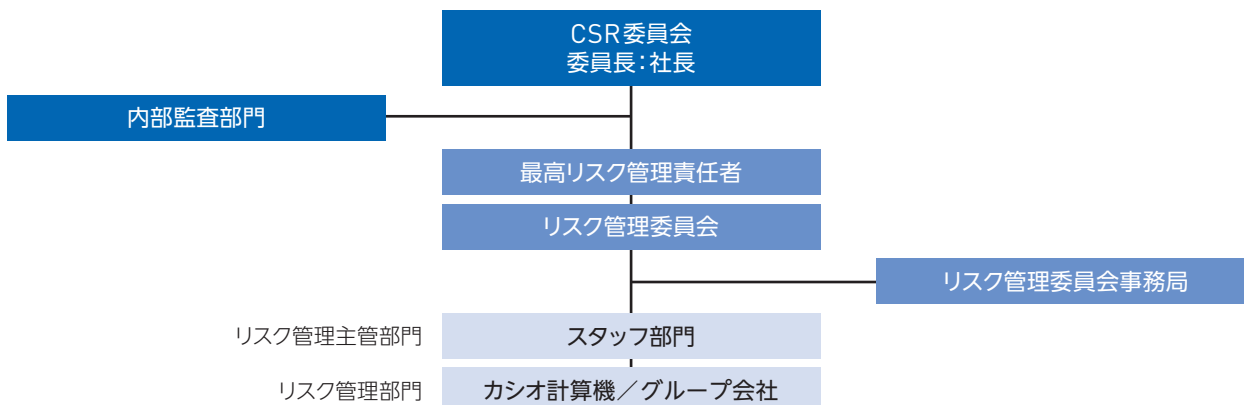 CSR委員会
委員長：社長
内部監査部門
最高リスク管理責任者
リスク管理委員会
リスク管理委員会事務局
リスク管理主管部門
スタッフ部門
リスク管理部門
カシオ計算機／グループ会社